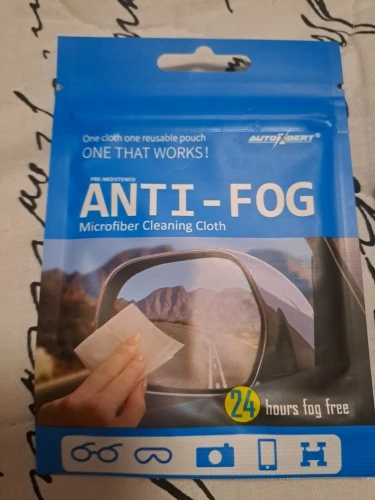 One cloth one reusable pouch
ONE THAT WORKS!
AUTOXBERT®
PRE-MOISTENED
ANTI-FOG
Microfiber Cleaning Cloth
24 hours fog free